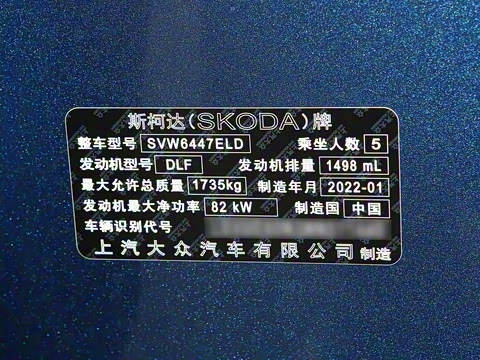 斯柯达(SKODA)牌
整车型号 SVW6447ELD 乘坐人数 5
发动机型号 DLF 发动机排量 1498 mL
最大允许总质量 1735kg 制造年月 2022-01
发动机最大净功率 82 kW 制造国 中国
车辆识别代号
上汽大众汽车有限公司 制造